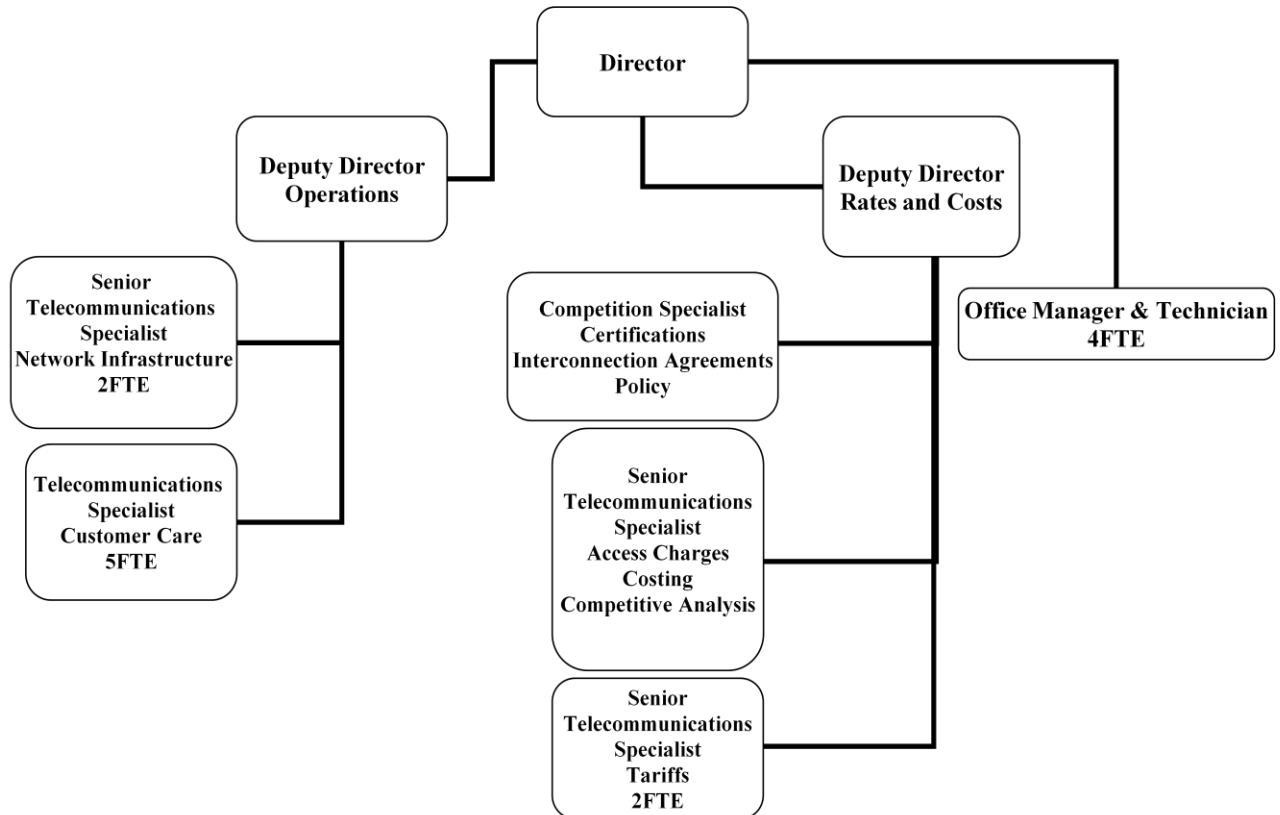 Director
Deputy Director
Operations
Deputy Director
Rates and Costs
Senior
Telecommunications
Specialist
Network Infrastructure
2FTE
Competition Specialist
Certifications
Interconnection Agreements
Policy
Office Manager & Technician
4FTE
Telecommunications
Specialist
Customer Care
5FTE
Senior
Telecommunications
Specialist
Access Charges
Costing
Competitive Analysis
Senior
Telecommunications
Specialist
Tariffs
2FTE